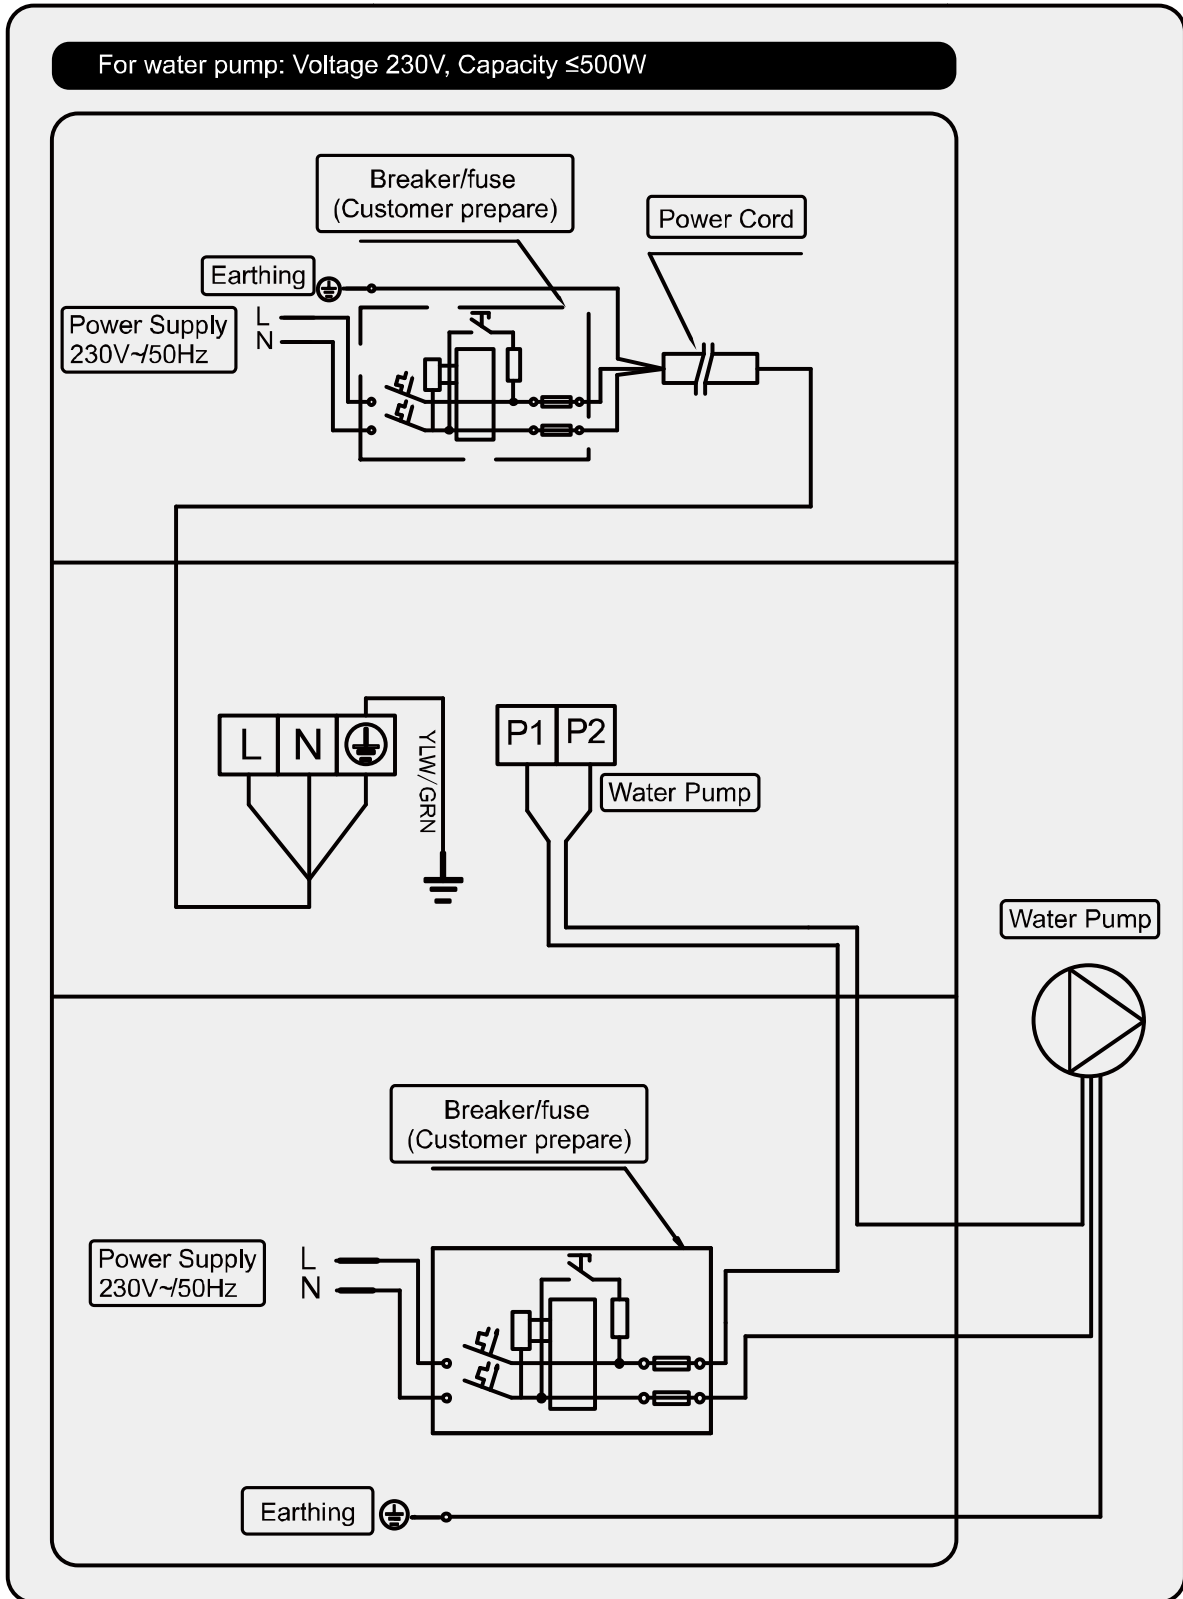 For water pump: Voltage 230V, Capacity ≤500W
Breaker/fuse
(Customer prepare)
Power Cord
Earthing
Power Supply
230V~/50Hz
L
N
L N
YLW/GRN
P1 P2
Water Pump
Water Pump
Breaker/fuse
(Customer prepare)
Power Supply
230V~/50Hz
L
N
Earthing